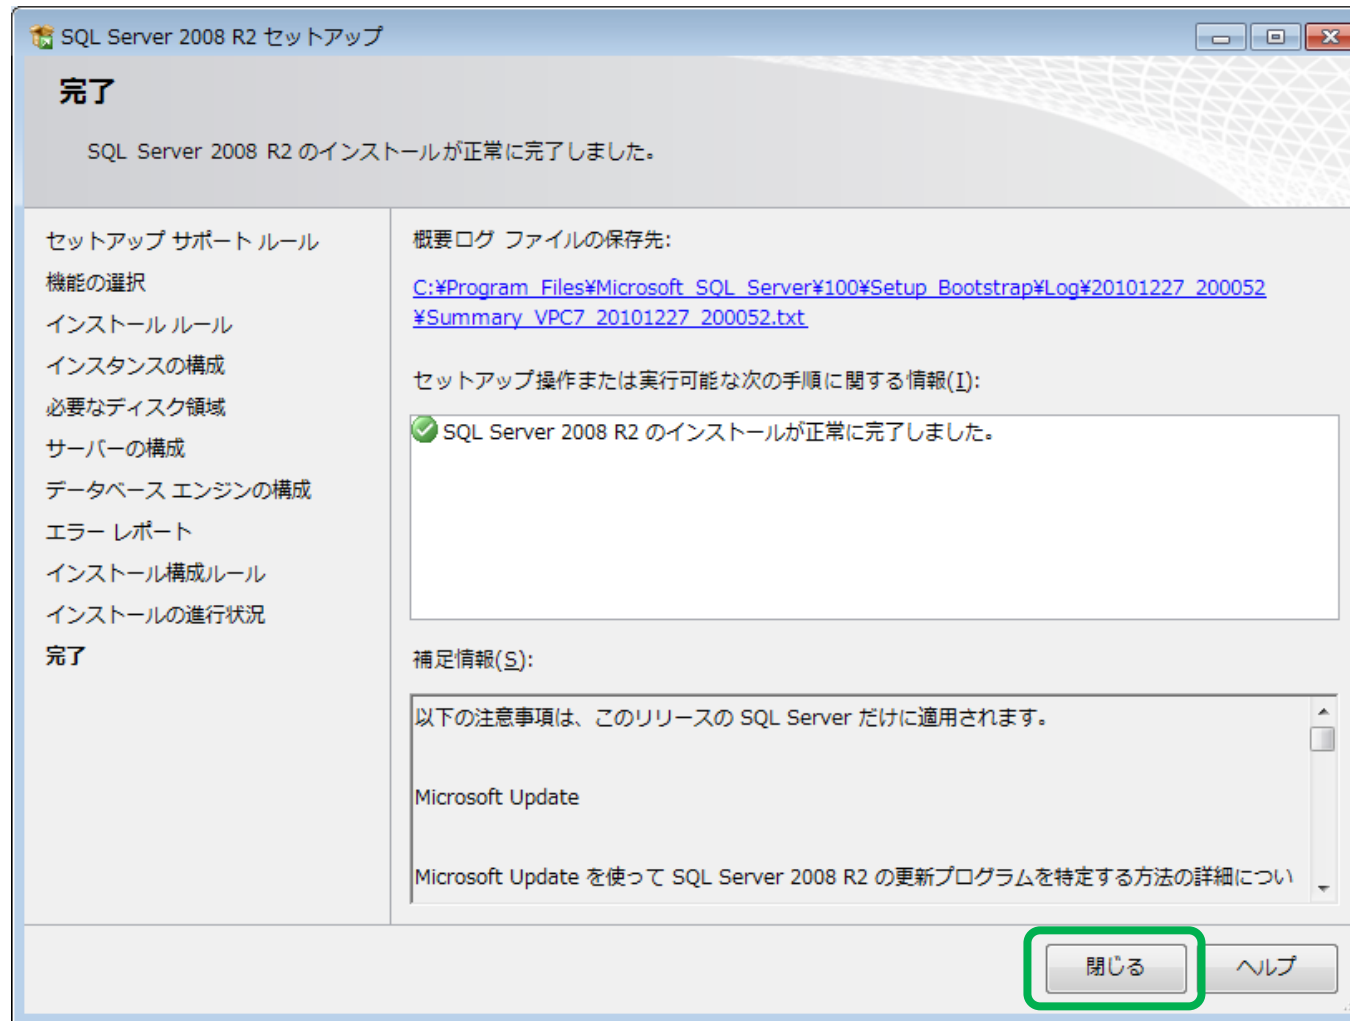 SQL Server 2008 R2 セットアップ
完了
SQL Server 2008 R2 のインストールが正常に完了しました。
セットアップ サポート ルール
機能の選択
インストール ルール
インスタンスの構成
必要なディスク領域
サーバーの構成
データベース エンジンの構成
エラー レポート
インストール構成ルール
インストールの進行状況
完了
概要ログ ファイルの保存先:
C:¥Program Files¥Microsoft SQL Server¥100¥Setup Bootstrap¥Log¥20101227_200052
¥Summary_VPC7_20101227_200052.txt
セットアップ操作または実行可能な次の手順に関する情報(I):
SQL Server 2008 R2 のインストールが正常に完了しました。
補足情報(S):
以下の注意事項は、このリリースの SQL Server だけに適用されます。
Microsoft Update
Microsoft Update を使って SQL Server 2008 R2 の更新プログラムを特定する方法の詳細につい
閉じる
ヘルプ